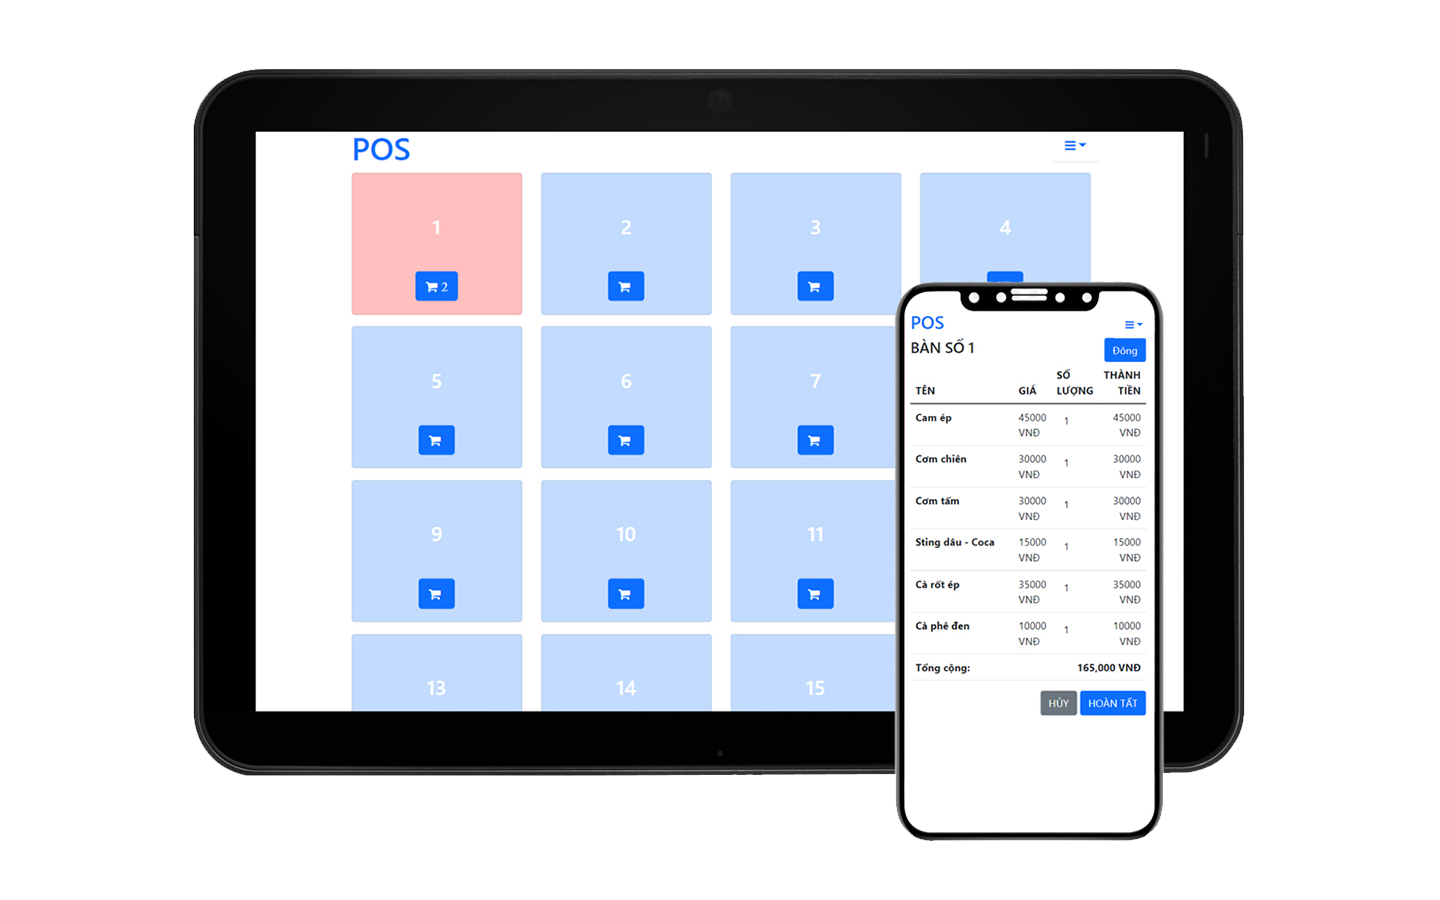 POS
1
2
3
4
2
5
6
7
9
10
11
13
14
15
POS
BÀN SỐ 1
Đóng
TÊN
GIÁ
SỐ LƯỢNG
THÀNH TIỀN
Cam ép
45000 VNĐ
1
45000 VNĐ
Cơm chiên
30000 VNĐ
1
30000 VNĐ
Cơm tấm
30000 VNĐ
1
30000 VNĐ
Sting dâu - Coca
15000 VNĐ
1
15000 VNĐ
Cà rốt ép
35000 VNĐ
1
35000 VNĐ
Cà phê đen
10000 VNĐ
1
10000 VNĐ
Tổng cộng:
165,000 VNĐ
HỦY
HOÀN TẤT